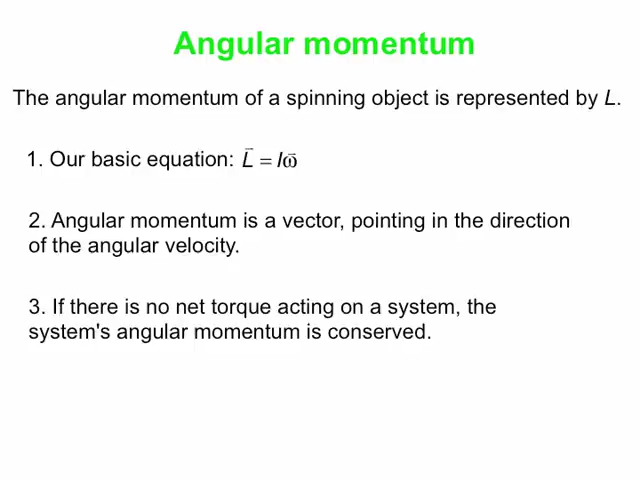 Angular momentum
The angular momentum of a spinning object is represented by L.
1. Our basic equation: L⃗ = Iω⃗
2. Angular momentum is a vector, pointing in the direction
of the angular velocity.
3. If there is no net torque acting on a system, the
system's angular momentum is conserved.